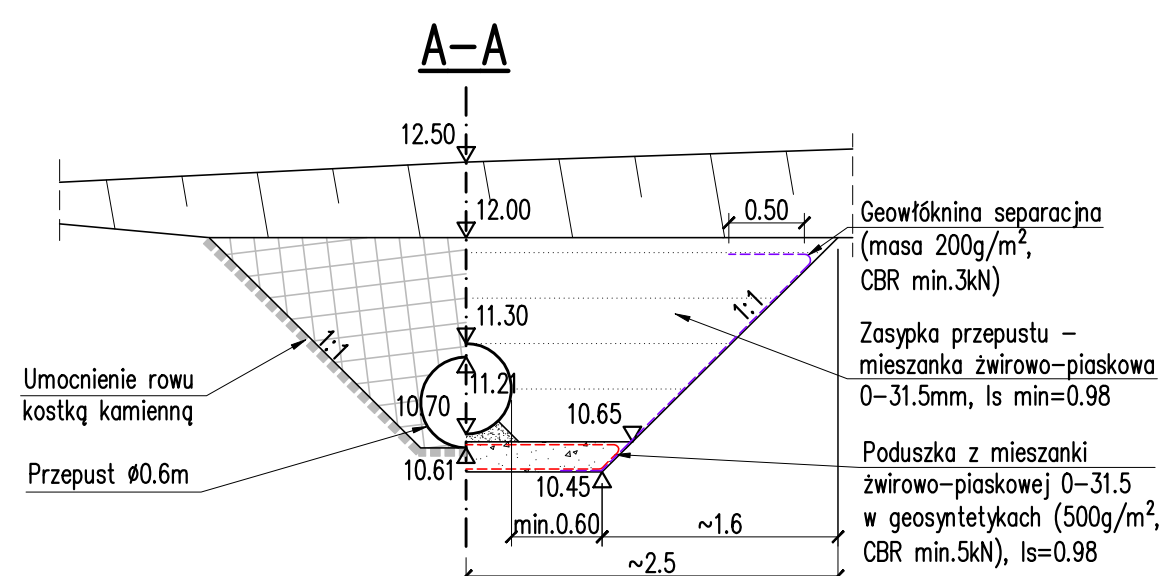 A-A
12.50
12.00
0.50
Geowłóknina separacjna
(masa 200g/m²,
CBR min.3kN)
1:1
11.30
1:1
Zasypka przepustu -
mieszanka żwirowo-piaskowa
0-31.5mm, Is min=0.98
Umocnienie rowu
kostką kamienną
11.21
10.70
10.65
Przepust Ø0.6m
10.61
10.45
Poduszka z mieszanki
żwirowo-piaskowej 0-31.5
w geosyntetykach (500g/m²,
CBR min.5kN), Is=0.98
min.0.60
~1.6
~2.5